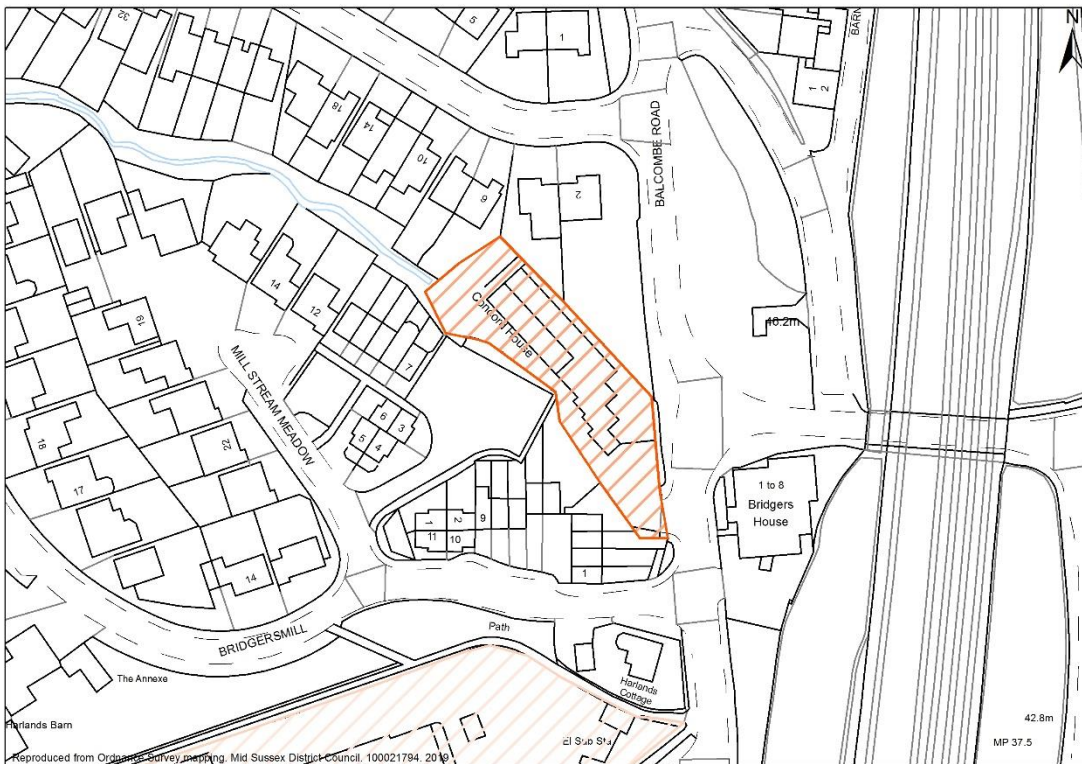 32
5
1
BARN
1
2
N
18
14
10
6
2
BALCOMBE ROAD
14
12
19
Concord House
40.2m
7
MILL STREAM MEADOW
6
3
5
4
18
22
17
1
2
9
11
10
1
1 to 8
Bridgers
House
14
BRIDGERSMILL
Path
The Annexe
Harlands
Cottage
Harlands Barn
El Sub Sta
42.8m
MP 37.5
Reproduced from Ordnance Survey mapping. Mid Sussex District Council. 100021794. 2019